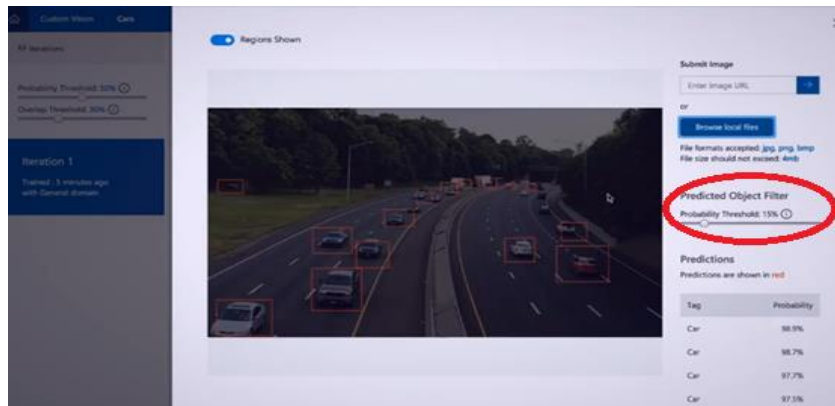 Custom Vision Cars
Regions Shown
All Iterations
Probability Threshold: 50%
Overlap Threshold: 30%
Iteration 1
Trained : 5 minutes ago
with General domain
Submit Image
Enter Image URL
or
Browse local files
File formats accepted: jpg, png, bmp
File size should not exceed: 4mb
Predicted Object Filter
Probability Threshold: 15%
Predictions
Predictions are shown in red
Tag Probability
Car 98.9%
Car 98.7%
Car 97.7%
Car 97.5%